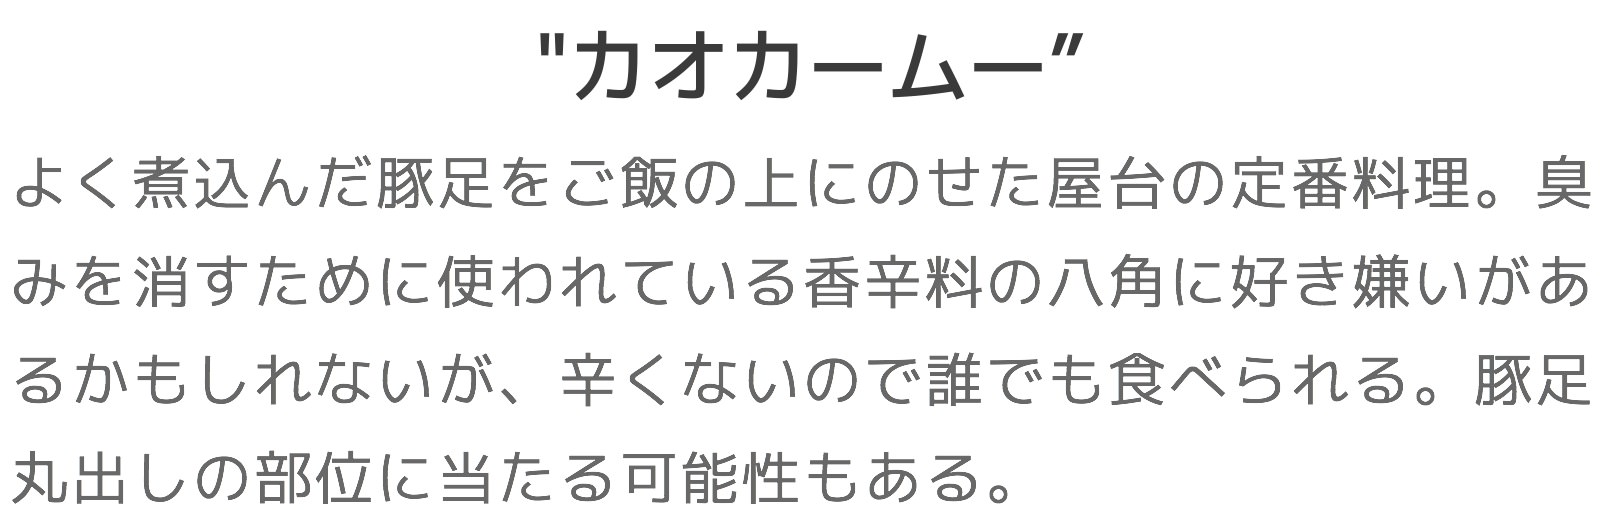 "カオカームー”
よく煮込んだ豚足をご飯の上にのせた屋台の定番料理。臭
みを消すために使われている香辛料の八角に好き嫌いがあ
るかもしれないが、辛くないので誰でも食べられる。豚足
丸出しの部位に当たる可能性もある。